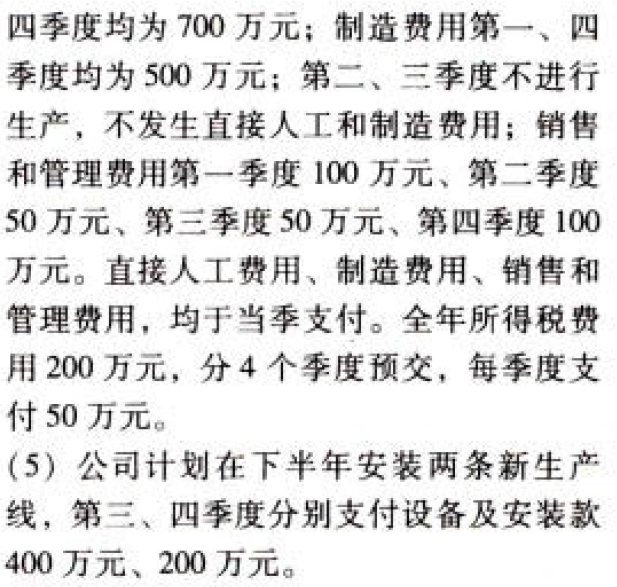 四季度均为 700 万元；制造费用第一、四
季度均为 500 万元；第二、三季度不进行
生产，不发生直接人工和制造费用；销售
和管理费用第一季度 100 万元、第二季度
50 万元、第三季度 50 万元、第四季度 100
万元。直接人工费用、制造费用、销售和
管理费用，均于当季支付。全年所得税费
用 200 万元，分 4 个季度预交，每季度支
付 50 万元。
（5）公司计划在下半年安装两条新生产
线，第三、四季度分别支付设备及安装款
400 万元、200 万元。